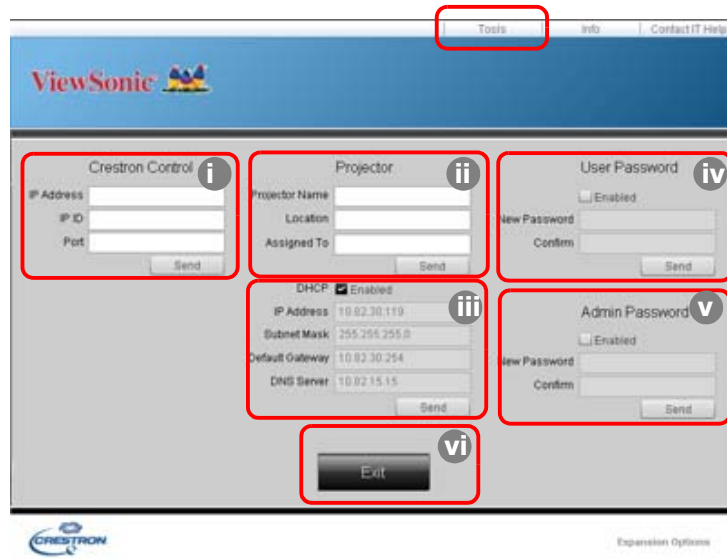 Tools Info Contact IT Help
ViewSonic
Crestron Control i
IP Address
IP ID
Port
Send
Projector ii
Projector Name
Location
Assigned To
Send
DHCP Enabled iii
IP Address 10.82.30.119
Subnet Mask 255.255.255.0
Default Gateway 10.82.30.254
DNS Server 10.82.15.15
Send
User Password iv
Enabled
New Password
Confirm
Send
Admin Password v
Enabled
New Password
Confirm
Send
Exit vi
CRESTRON
Expansion Options